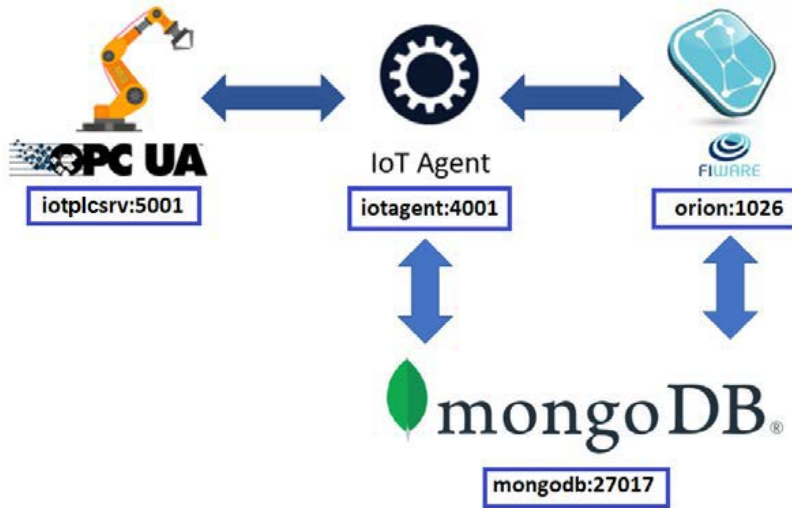 OPC UA
iotplcsrv:5001
IoT Agent
iotagent:4001
FIWARE
orion:1026
mongoDB®
mongodb:27017